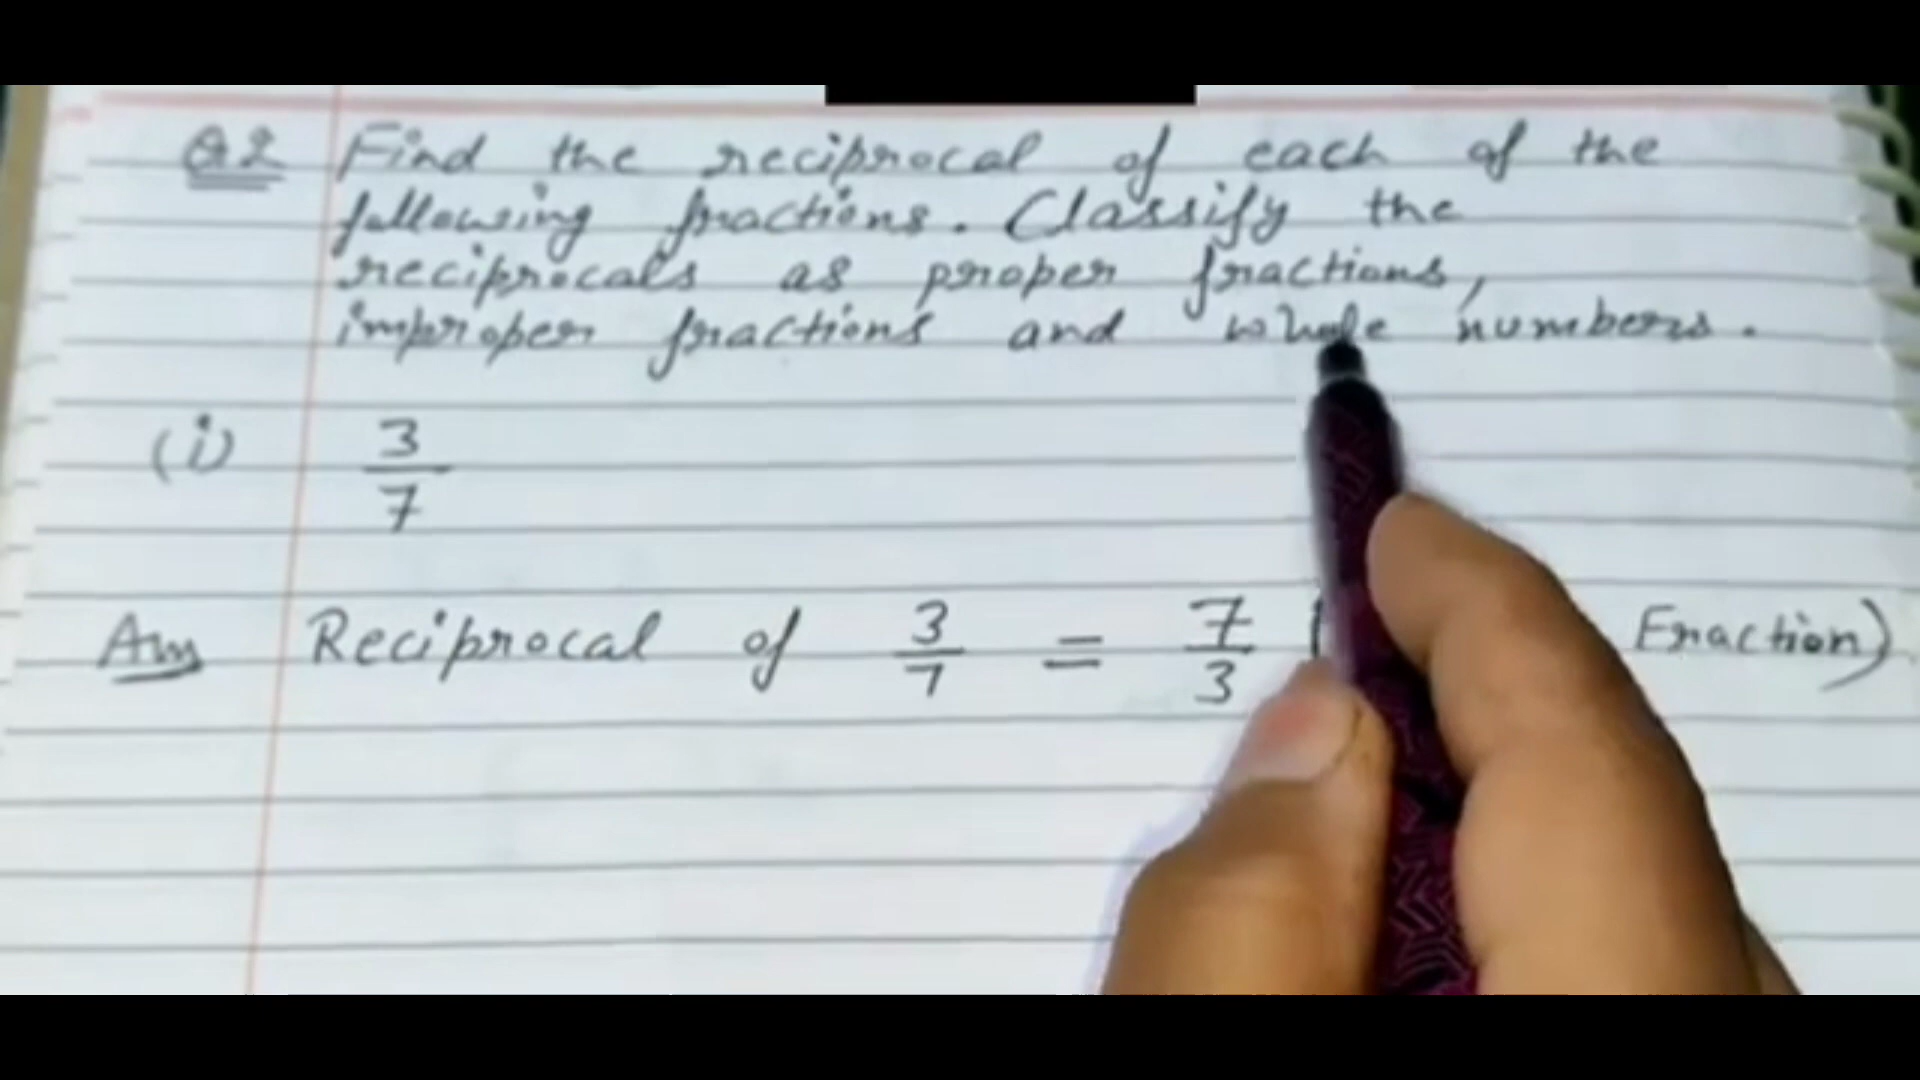 Q2 Find the reciprocal of each of the
following fractions. Classify the
reciprocals as proper fractions,
improper fractions and whole numbers.
(i) 3/7
Ans Reciprocal of 3/7 = 7/3 ( Fraction)